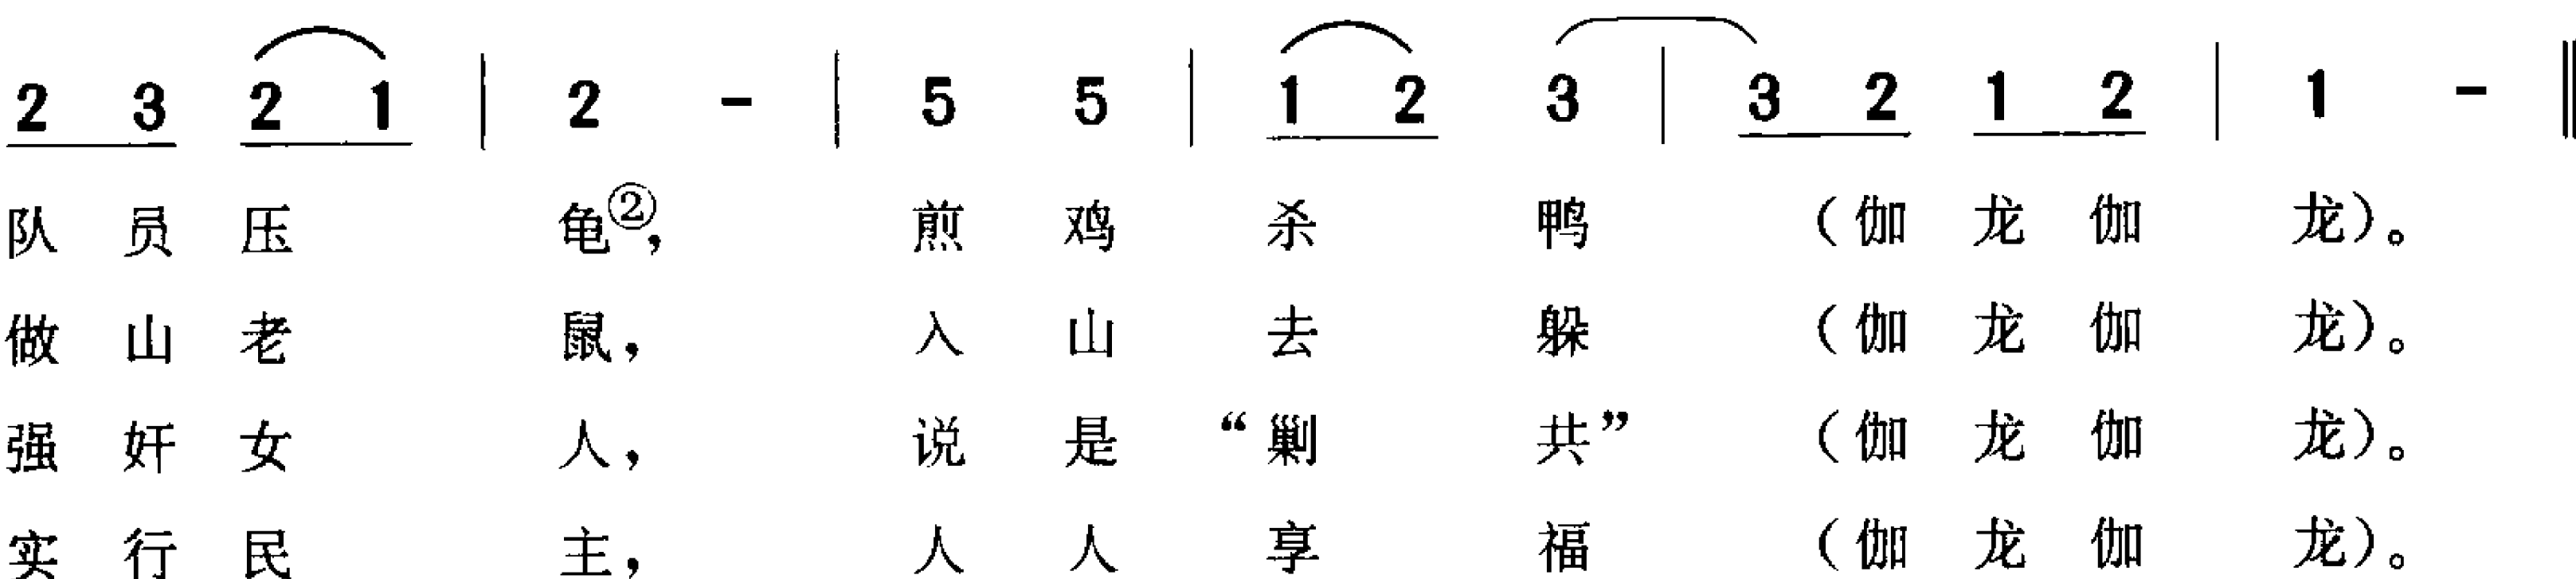 2 3 2 1 | 2 - | 5 5 | 1 2 3 | 3 2 1 2 | 1 - ‖
队员压龟②，煎鸡杀鸭（伽龙伽龙）。
做山老鼠，入山去躲（伽龙伽龙）。
强奸女人，说是“剿共”（伽龙伽龙）。
实行民主，人人享福（伽龙伽龙）。